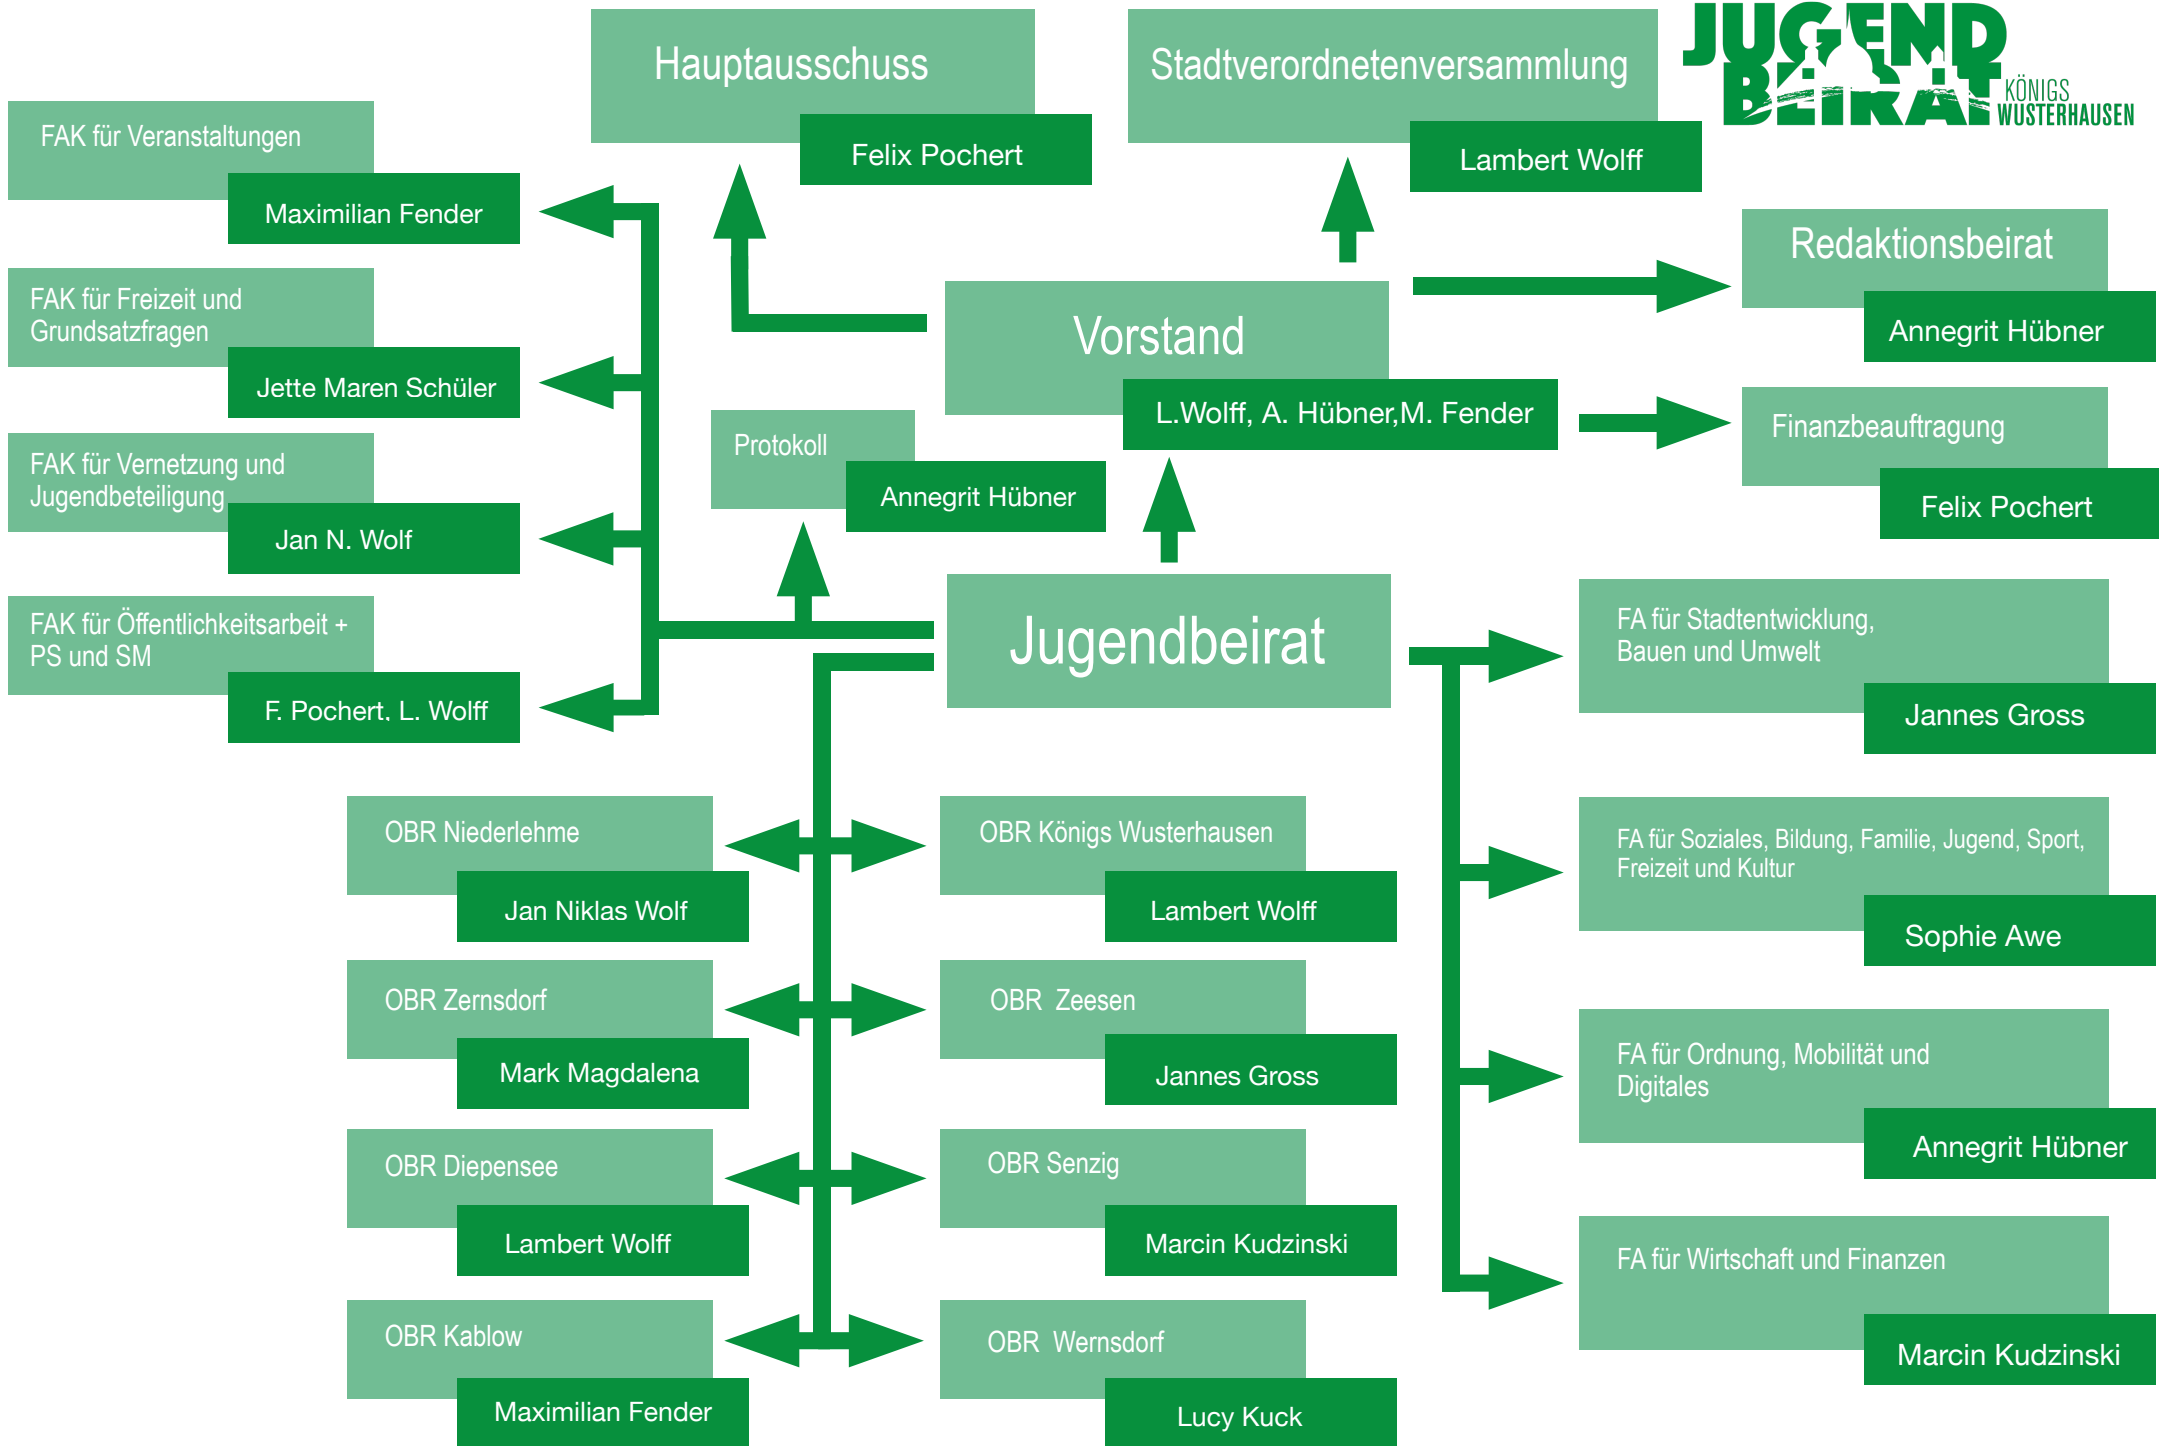 Hauptausschuss
Felix Pochert
Stadtverordnetenversammlung
Lambert Wolff
JUGEND
BEIRAT
KÖNIGS
WUSTERHAUSEN
FAK für Veranstaltungen
Maximilian Fender
FAK für Freizeit und
Grundsatzfragen
Jette Maren Schüler
FAK für Vernetzung und
Jugendbeteiligung
Jan N. Wolf
FAK für Öffentlichkeitsarbeit +
PS und SM
F. Pochert, L. Wolff
Vorstand
L.Wolff, A. Hübner,M. Fender
Redaktionsbeirat
Annegrit Hübner
Finanzbeauftragung
Felix Pochert
Protokoll
Annegrit Hübner
Jugendbeirat
FA für Stadtentwicklung,
Bauen und Umwelt
Jannes Gross
FA für Soziales, Bildung, Familie, Jugend, Sport,
Freizeit und Kultur
Sophie Awe
FA für Ordnung, Mobilität und
Digitales
Annegrit Hübner
FA für Wirtschaft und Finanzen
Marcin Kudzinski
OBR Niederlehme
Jan Niklas Wolf
OBR Königs Wusterhausen
Lambert Wolff
OBR Zernsdorf
Mark Magdalena
OBR Zeesen
Jannes Gross
OBR Diepensee
Lambert Wolff
OBR Senzig
Marcin Kudzinski
OBR Kablow
Maximilian Fender
OBR Wernsdorf
Lucy Kuck